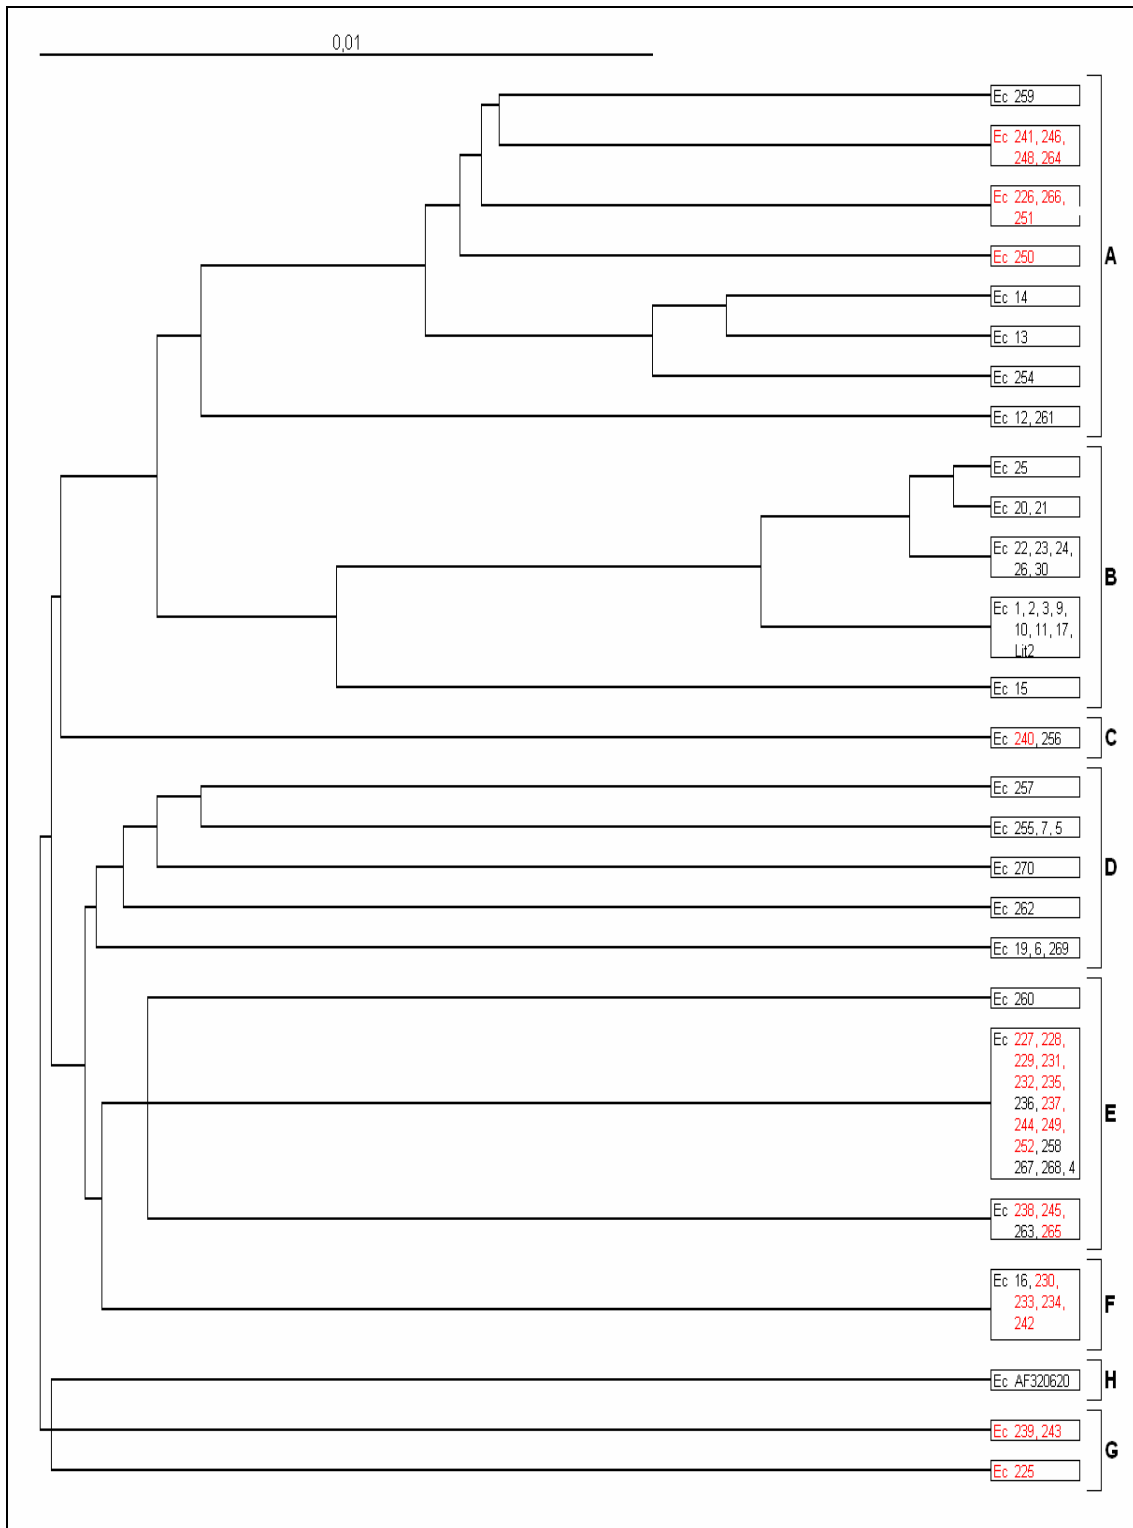 0,01
Ec 259
Ec 241, 246,
248, 264
Ec 226, 266,
251
Ec 250
A
Ec 14
Ec 13
Ec 254
Ec 12, 261
Ec 25
Ec 20, 21
Ec 22, 23, 24,
26, 30
B
Ec 1, 2, 3, 9,
10, 11, 17,
Lit2
Ec 15
Ec 240, 256
C
Ec 257
Ec 255, 7, 5
Ec 270
D
Ec 262
Ec 19, 6, 269
Ec 260
Ec 227, 228,
229, 231,
232, 235,
236, 237,
244, 249,
252, 258
267, 268, 4
E
Ec 238, 245,
263, 265
Ec 16, 230,
233, 234,
242
F
Ec AF320620
H
Ec 239, 243
G
Ec 225